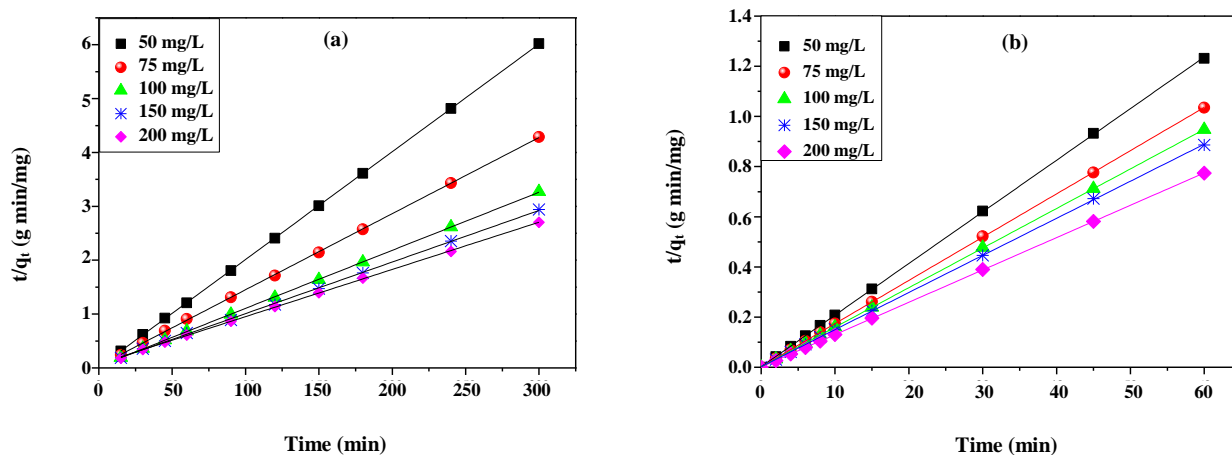 (a)
50 mg/L
75 mg/L
100 mg/L
150 mg/L
200 mg/L
6
5
4
3
2
1
0
0 50 100 150 200 250 300
t/qt (g min/mg)
Time (min)
(b)
50 mg/L
75 mg/L
100 mg/L
150 mg/L
200 mg/L
1.4
1.2
1.0
0.8
0.6
0.4
0.2
0.0
0 10 20 30 40 50 60
t/qt (g min/mg)
Time (min)